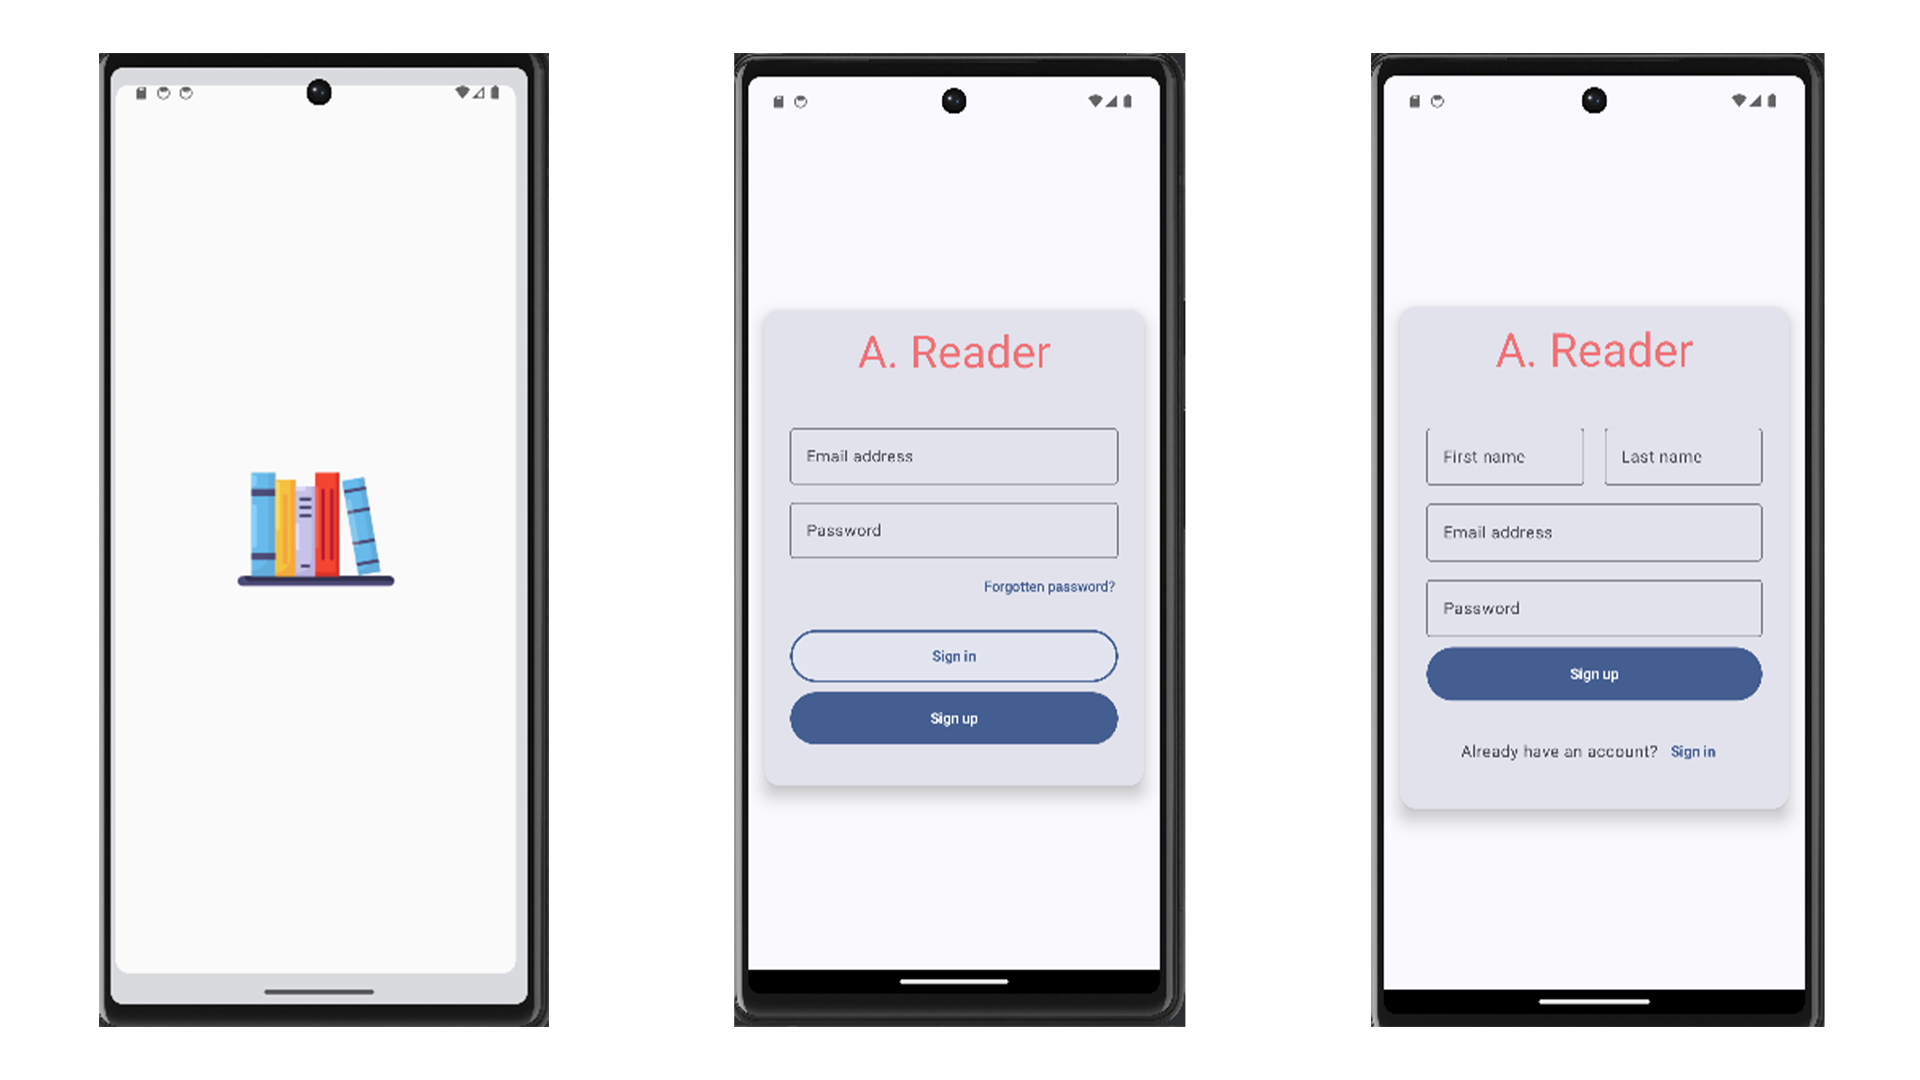 A. Reader
Email address
Password
Forgotten password?
Sign in
Sign up
A. Reader
First name Last name
Email address
Password
Sign up
Already have an account? Sign in